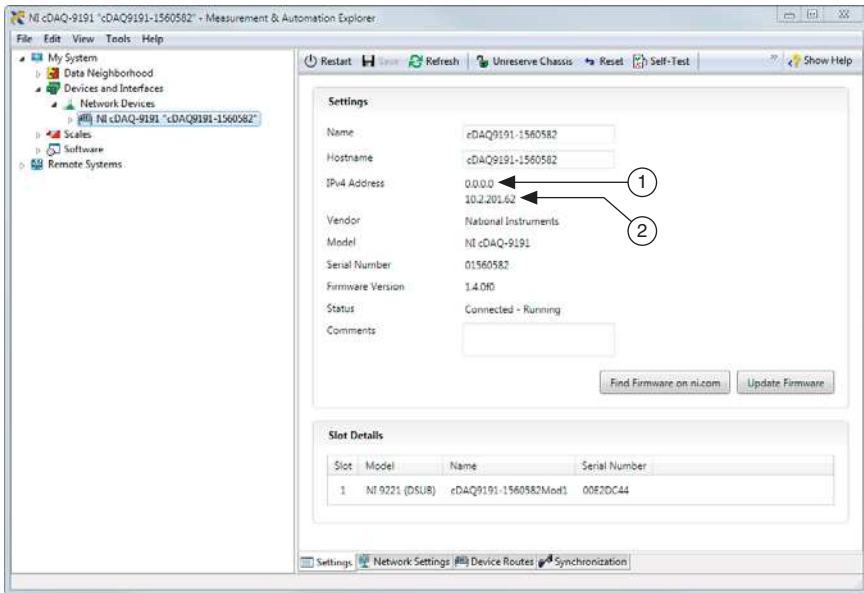 NI cDAQ-9191 "cDAQ9191-1560582" - Measurement & Automation Explorer
File Edit View Tools Help
My System
Data Neighborhood
Devices and Interfaces
Network Devices
NI cDAQ-9191 "cDAQ9191-1560582"
Scales
Software
Remote Systems
Restart Save Refresh Unreserve Chassis Reset Self-Test » Show Help
Settings
Name cDAQ9191-1560582
Hostname cDAQ9191-1560582
IPv4 Address 0.0.0.0 1
10.2.201.62 2
Vendor National Instruments
Model NI cDAQ-9191
Serial Number 01560582
Firmware Version 1.4.0f0
Status Connected - Running
Comments
Find Firmware on ni.com Update Firmware
Slot Details
Slot Model Name Serial Number
1 NI 9221 (DSUB) cDAQ9191-1560582Mod1 00E2DC44
Settings Network Settings Device Routes Synchronization